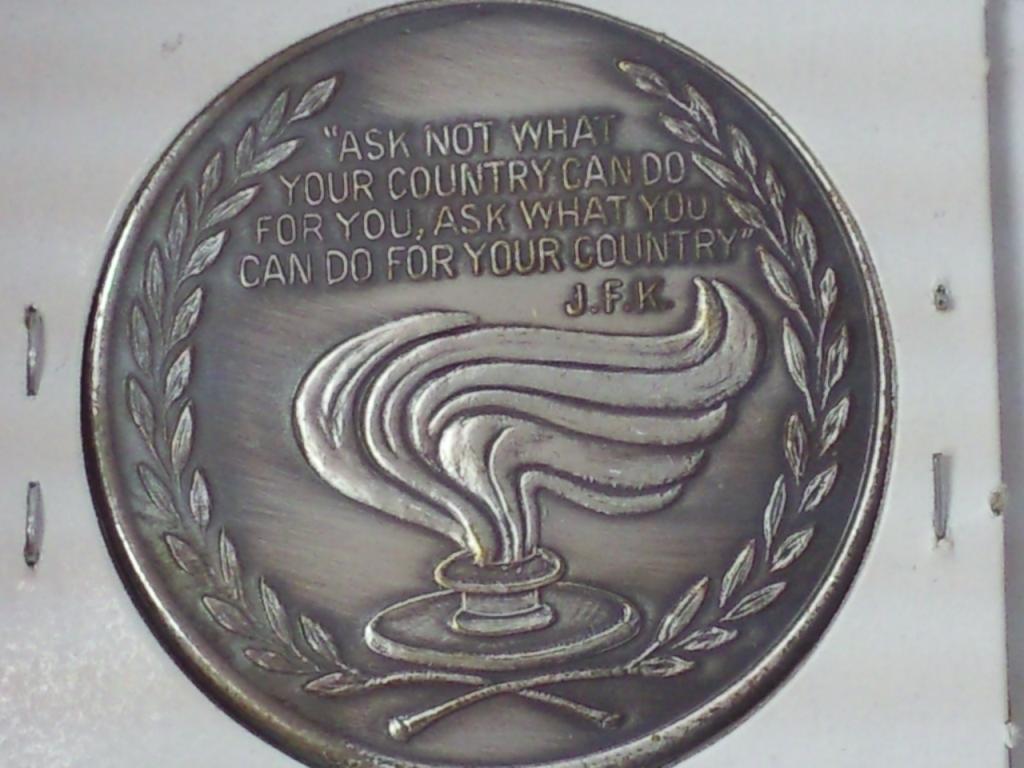 "ASK NOT WHAT
YOUR COUNTRY CAN DO
FOR YOU, ASK WHAT YOU
CAN DO FOR YOUR COUNTRY"
J.F.K.